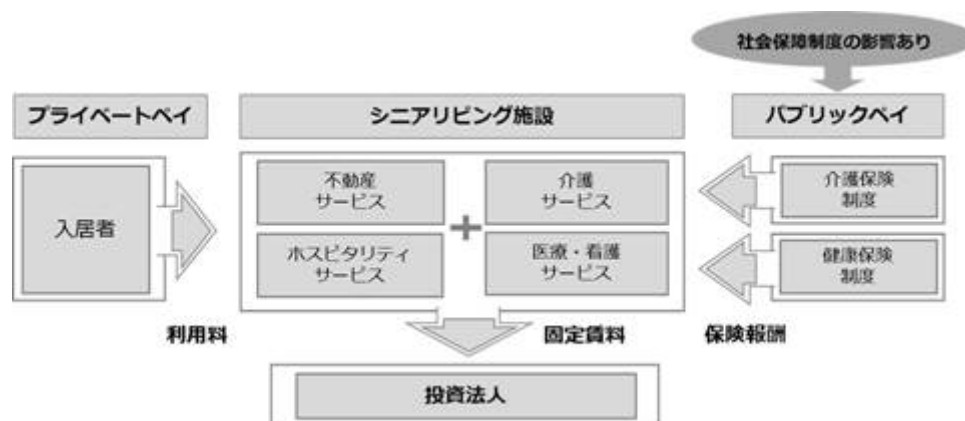 社会保障制度の影響あり
プライベートペイ
シニアリビング施設
パブリックペイ
入居者
不動産
サービス
介護
サービス
ホスピタリティ
サービス
医療・看護
サービス
介護保険
制度
健康保険
制度
利用料
固定賃料
保険報酬
投資法人